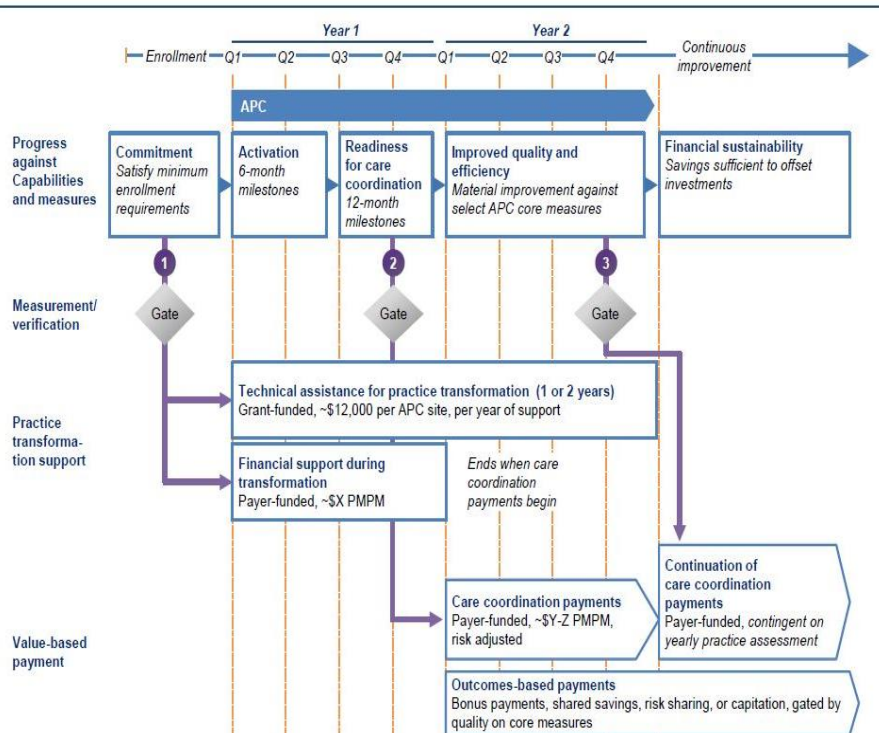 Year 1
Year 2
Enrollment
Q1
Q2
Q3
Q4
Q1
Q2
Q3
Q4
Continuous
improvement
APC
Progress
against
Capabilities
and measures
Commitment
Satisfy minimum
enrollment
requirements
Activation
6-month
milestones
Readiness
for care
coordination
12-month
milestones
Improved quality and
efficiency
Material improvement against
select APC core measures
Financial sustainability
Savings sufficient to offset
investments
1
2
3
Measurement/
verification
Gate
Gate
Gate
Practice
transforma-
tion support
Technical assistance for practice transformation (1 or 2 years)
Grant-funded, ~$12,000 per APC site, per year of support
Financial support during
transformation
Payer-funded, ~$X PMPM
Ends when care
coordination
payments begin
Value-based
payment
Care coordination payments
Payer-funded, ~$Y-Z PMPM,
risk adjusted
Continuation of
care coordination
payments
Payer-funded, contingent on
yearly practice assessment
Outcomes-based payments
Bonus payments, shared savings, risk sharing, or capitation, gated by
quality on core measures